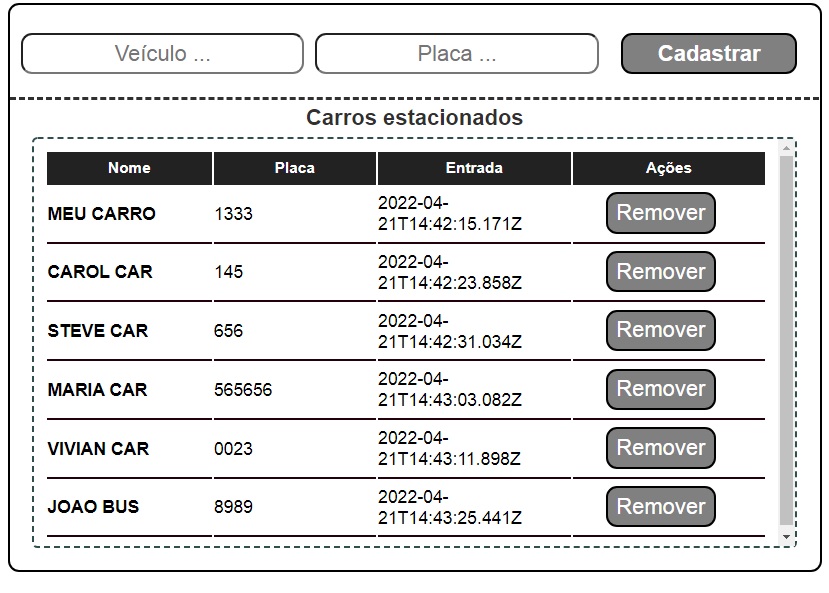 Veículo ... Placa ... Cadastrar
Carros estacionados
Nome Placa Entrada Ações
MEU CARRO 1333 2022-04-
21T14:42:15.171Z Remover
CAROL CAR 145 2022-04-
21T14:42:23.858Z Remover
STEVE CAR 656 2022-04-
21T14:42:31.034Z Remover
MARIA CAR 565656 2022-04-
21T14:43:03.082Z Remover
VIVIAN CAR 0023 2022-04-
21T14:43:11.898Z Remover
JOAO BUS 8989 2022-04-
21T14:43:25.441Z Remover